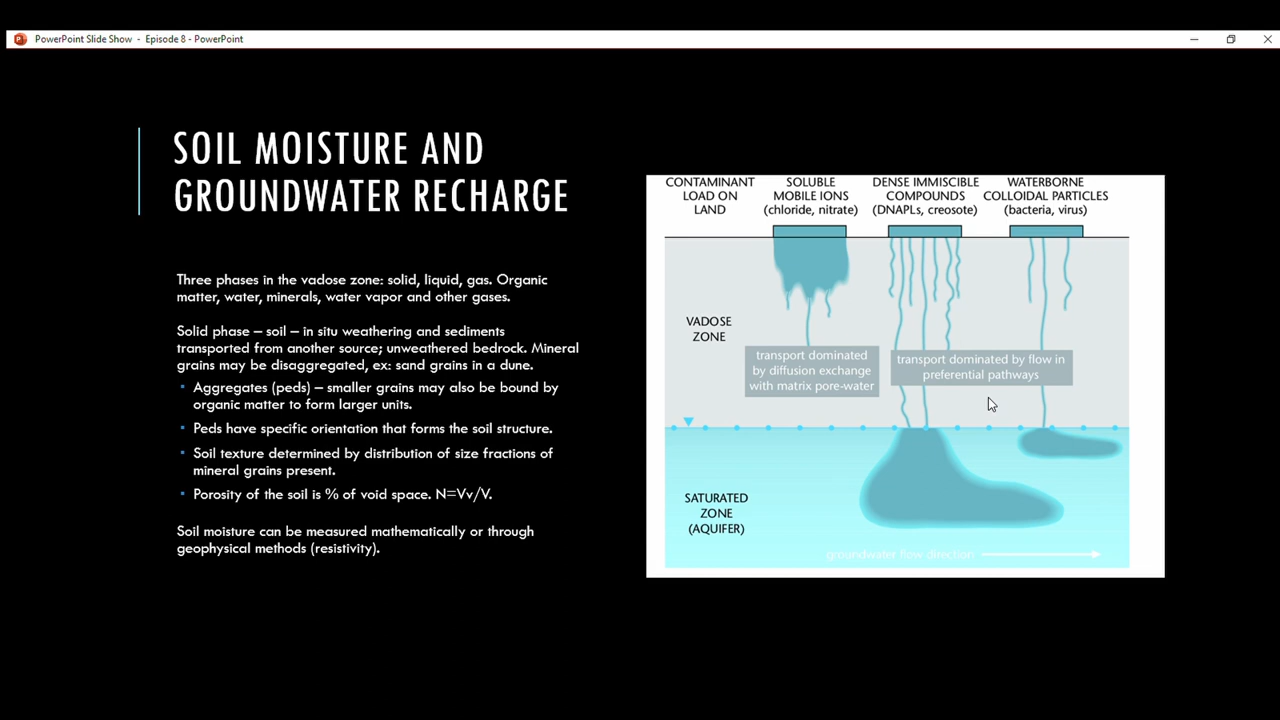 PowerPoint Slide Show - Episode 8 - PowerPoint
SOIL MOISTURE AND
GROUNDWATER RECHARGE
Three phases in the vadose zone: solid, liquid, gas. Organic
matter, water, minerals, water vapor and other gases.
Solid phase – soil – in situ weathering and sediments
transported from another source; unweathered bedrock. Mineral
grains may be disaggregated, ex: sand grains in a dune.
Aggregates (peds) – smaller grains may also be bound by
organic matter to form larger units.
Peds have specific orientation that forms the soil structure.
Soil texture determined by distribution of size fractions of
mineral grains present.
Porosity of the soil is % of void space. N=Vv/V.
Soil moisture can be measured mathematically or through
geophysical methods (resistivity).
CONTAMINANT
LOAD ON
LAND
SOLUBLE
MOBILE IONS
(chloride, nitrate)
DENSE IMMISCIBLE
COMPOUNDS
(DNAPLs, creosote)
WATERBORNE
COLLOIDAL PARTICLES
(bacteria, virus)
VADOSE
ZONE
transport dominated
by diffusion exchange
with matrix pore-water
transport dominated by flow in
preferential pathways
SATURATED
ZONE
(AQUIFER)
groundwater flow direction